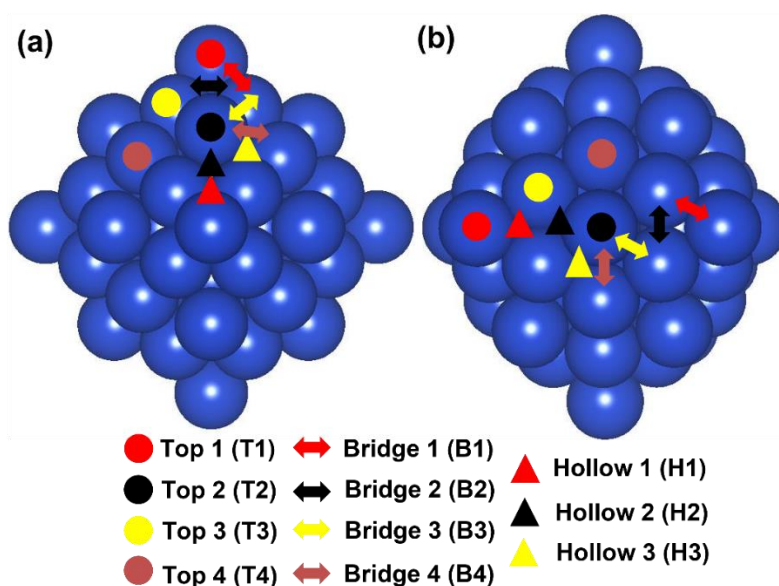 (a)
(b)
Top 1 (T1) Bridge 1 (B1)
Top 2 (T2) Bridge 2 (B2)
Top 3 (T3) Bridge 3 (B3)
Top 4 (T4) Bridge 4 (B4)
Hollow 1 (H1)
Hollow 2 (H2)
Hollow 3 (H3)